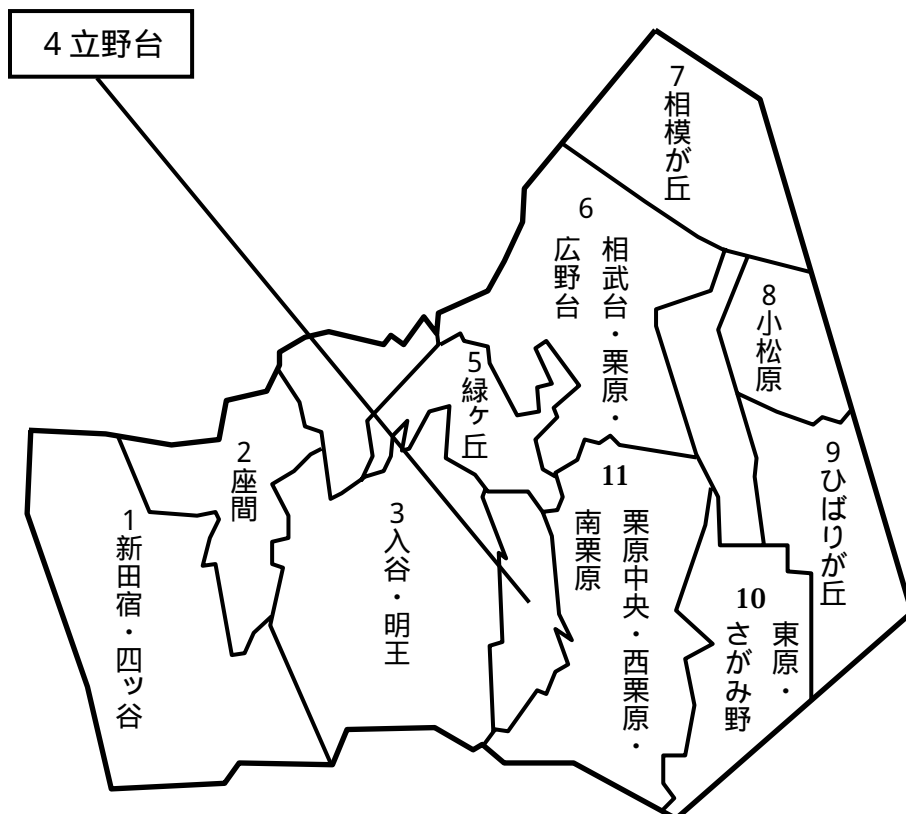 4 立野台
7 相模が丘
6
相武台・栗原・
広野台
8 小松原
5 緑ヶ丘
9 ひばりが丘
2 座間
11
栗原中央・西栗原・
南栗原
3 入谷・明王
1 新田宿・四ッ谷
10
東原・
さがみ野